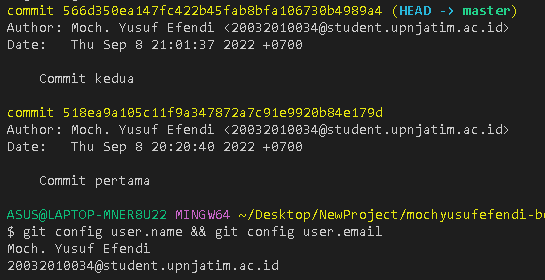 commit 566d350ea147fc422b45fab8bfa106730b4989a4 (HEAD -> master)
Author: Moch. Yusuf Efendi <20032010034@student.upnjatim.ac.id>
Date:   Thu Sep 8 21:01:37 2022 +0700
Commit kedua
commit 518ea9a105c11f9a347872a7c91e9920b84e179d
Author: Moch. Yusuf Efendi <20032010034@student.upnjatim.ac.id>
Date:   Thu Sep 8 20:20:40 2022 +0700
Commit pertama
ASUS@LAPTOP-MNER8U22 MINGW64 ~/Desktop/NewProject/mochyusufefendi-be
$ git config user.name && git config user.email
Moch. Yusuf Efendi
20032010034@student.upnjatim.ac.id